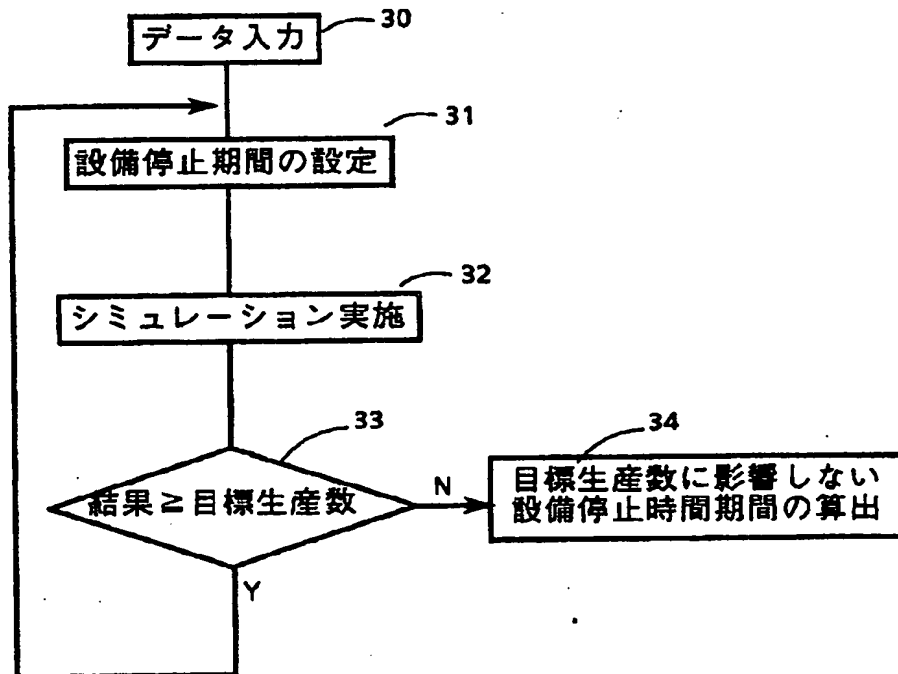 30
データ入力
31
設備停止期間の設定
32
シミュレーション実施
33
結果≧目標生産数
N
34
目標生産数に影響しない
設備停止時間期間の算出
Y